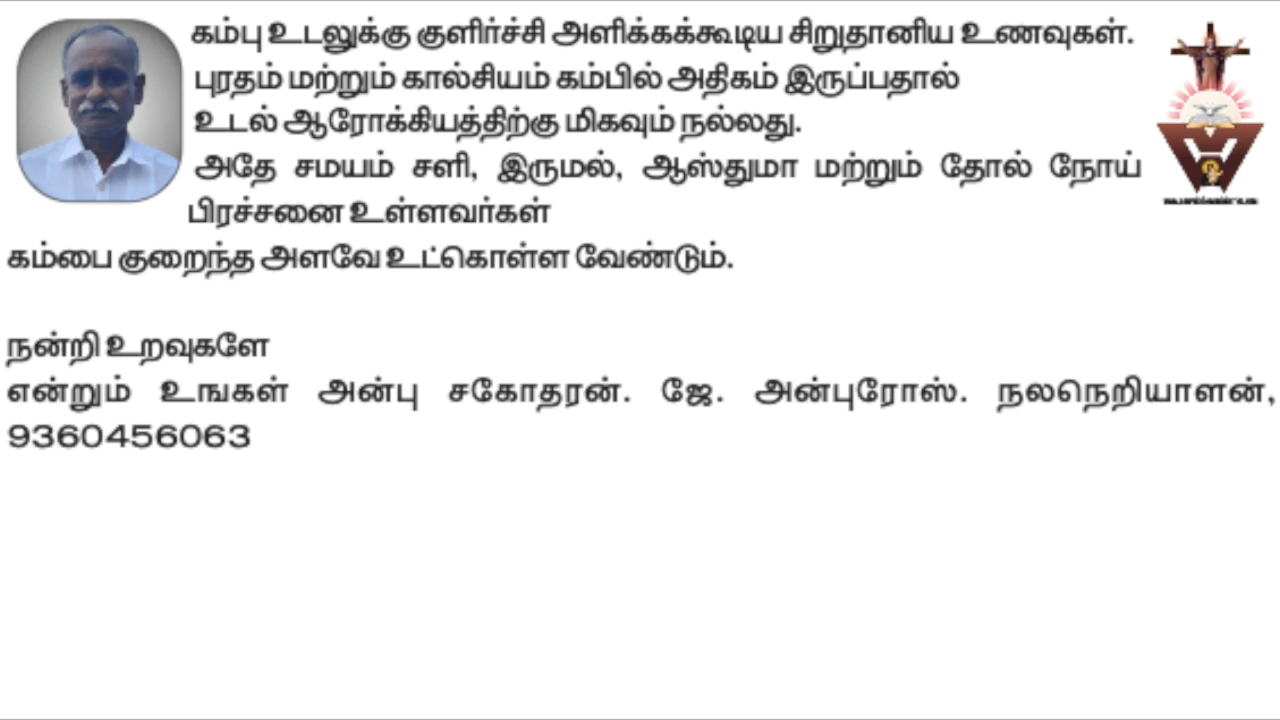 கம்பு உடலுக்கு குளிர்ச்சி அளிக்கக்கூடிய சிறுதானிய உணவுகள்.
புரதம் மற்றும் கால்சியம் கம்பில் அதிகம் இருப்பதால்
உடல் ஆரோக்கியத்திற்கு மிகவும் நல்லது.
அதே சமயம் சளி, இருமல், ஆஸ்துமா மற்றும் தோல் நோய்
பிரச்சனை உள்ளவர்கள்
கம்பை குறைந்த அளவே உட்கொள்ள வேண்டும்.
நன்றி உறவுகளே
என்றும் உங்கள் அன்பு சகோதரன். ஜே. அன்புரோஸ். நலநெறியாளன்,
9360456063